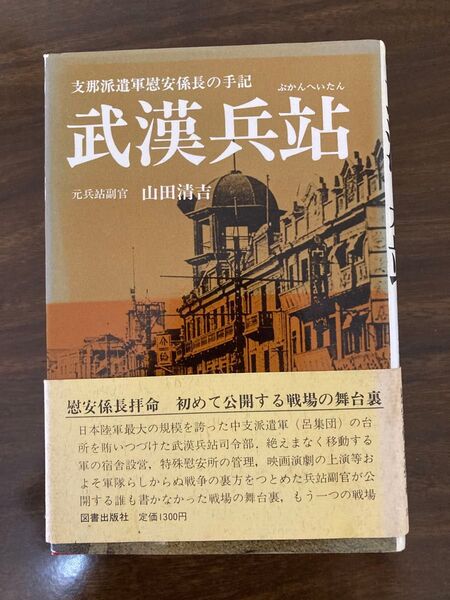 支那派遣軍慰安係長の手記
ぶかんへいたん
武漢兵站
元兵站副官 山田清吉
慰安係長拝命 初めて公開する戦場の舞台裏
日本陸軍最大の規模を誇った中支派遣軍（呂集団）の台
所を賄いつづけた武漢兵站司令部．絶えまなく移動する
軍の宿舎設営，特殊慰安所の管理，映画演劇の上演等お
よそ軍隊らしからぬ戦争の裏方をつとめた兵站副官が公
開する誰も書かなかった戦場の舞台裏，もう一つの戦場
図書出版社 定価1300円